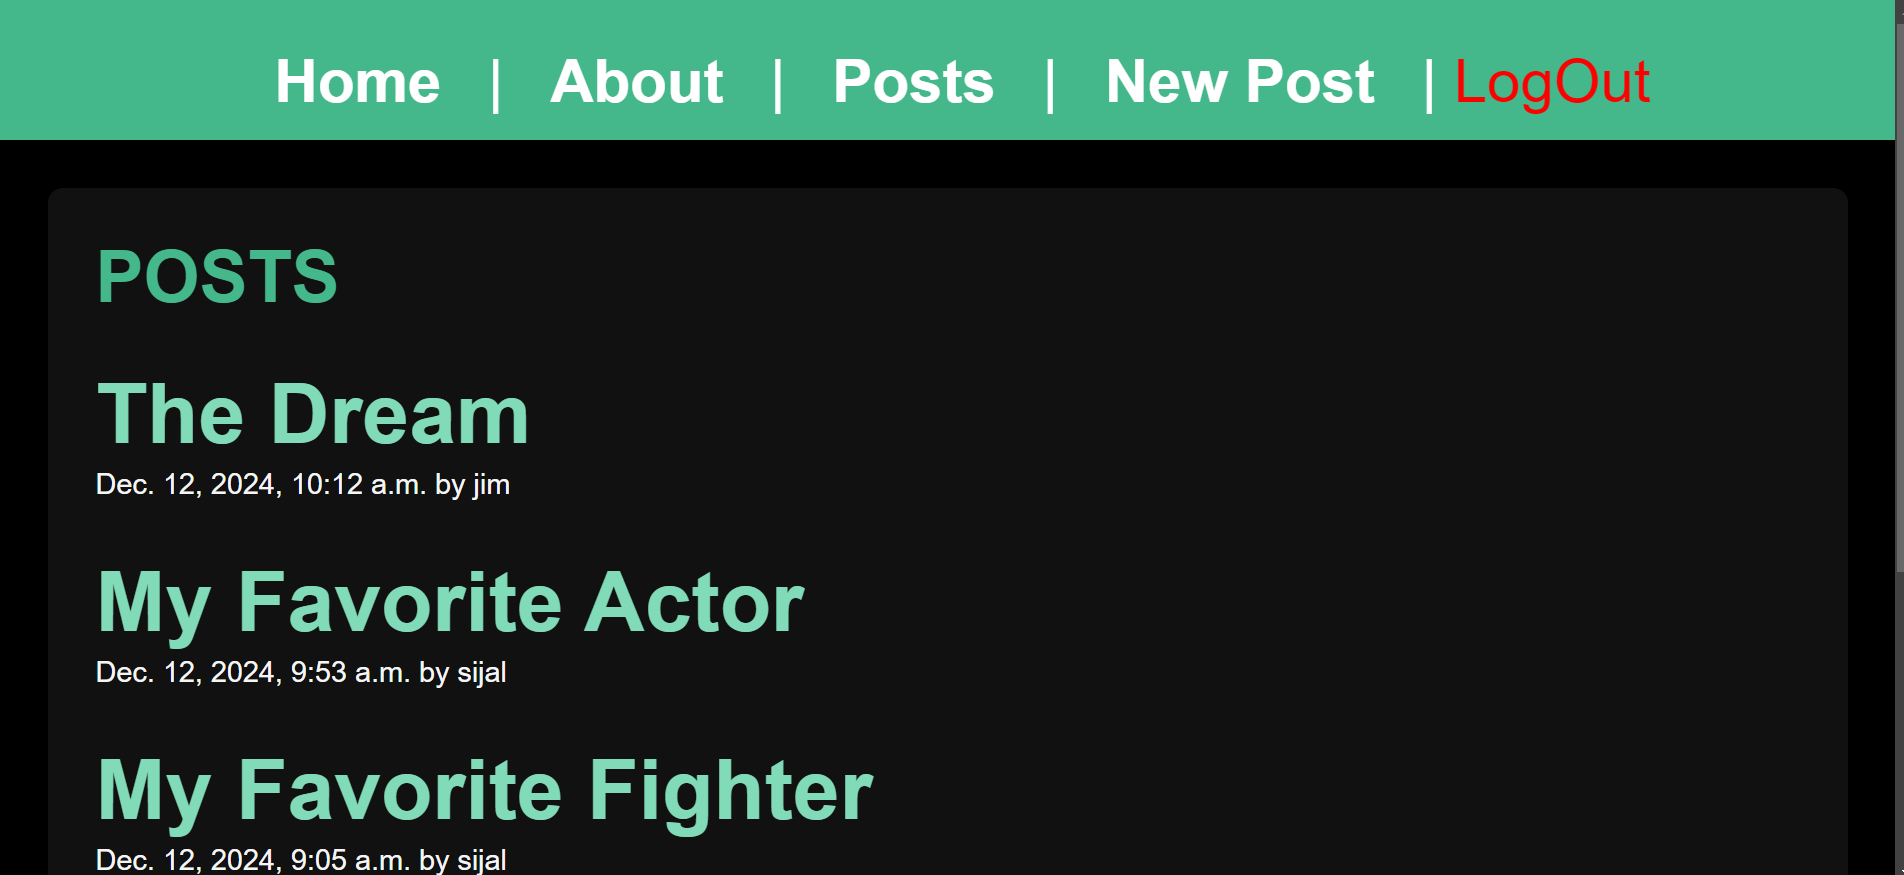 Home | About | Posts | New Post | LogOut
POSTS
The Dream
Dec. 12, 2024, 10:12 a.m. by jim
My Favorite Actor
Dec. 12, 2024, 9:53 a.m. by sijal
My Favorite Fighter
Dec. 12, 2024, 9:05 a.m. by sijal